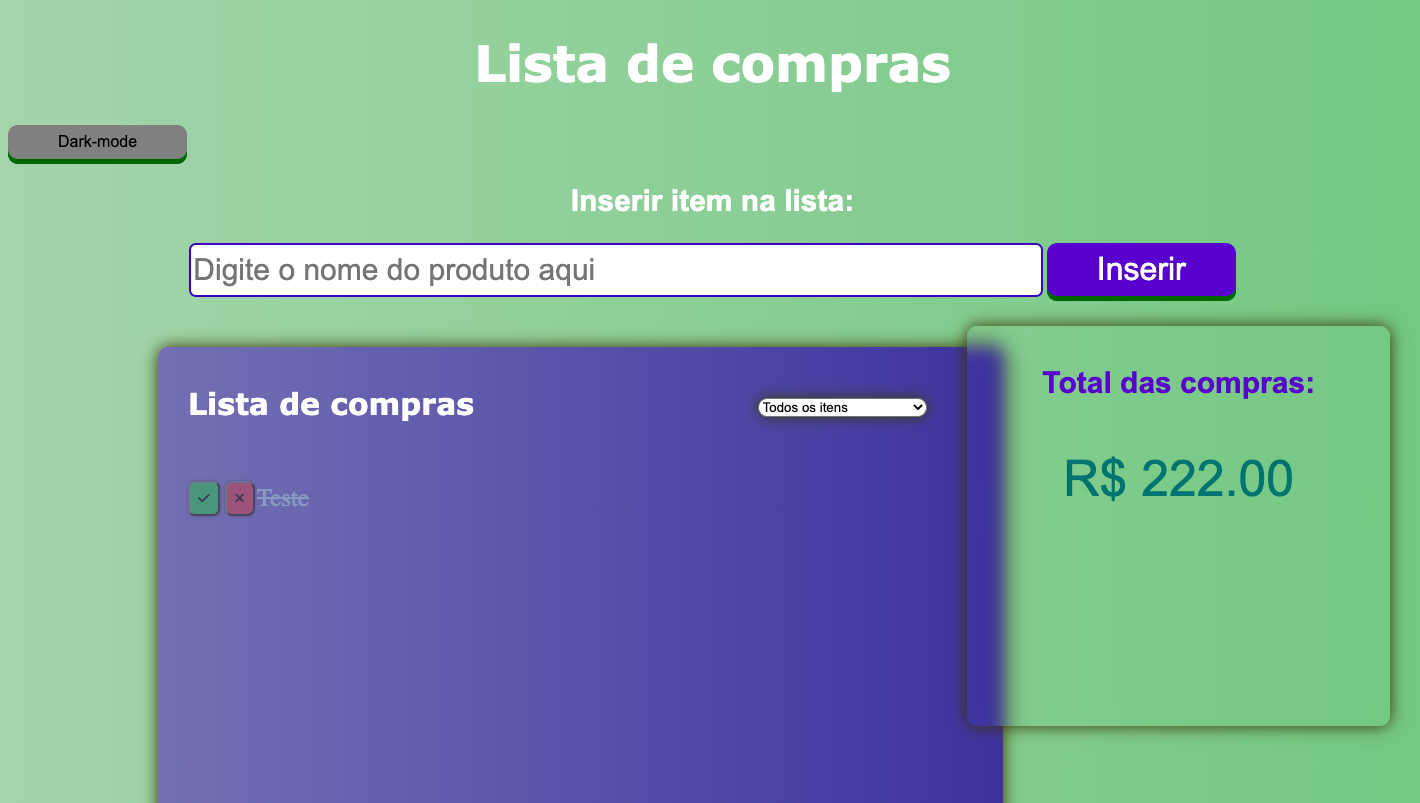 Lista de compras
Dark-mode
Inserir item na lista:
Digite o nome do produto aqui
Inserir
Lista de compras
Todos os itens
Teste
Total das compras:
R$ 222.00